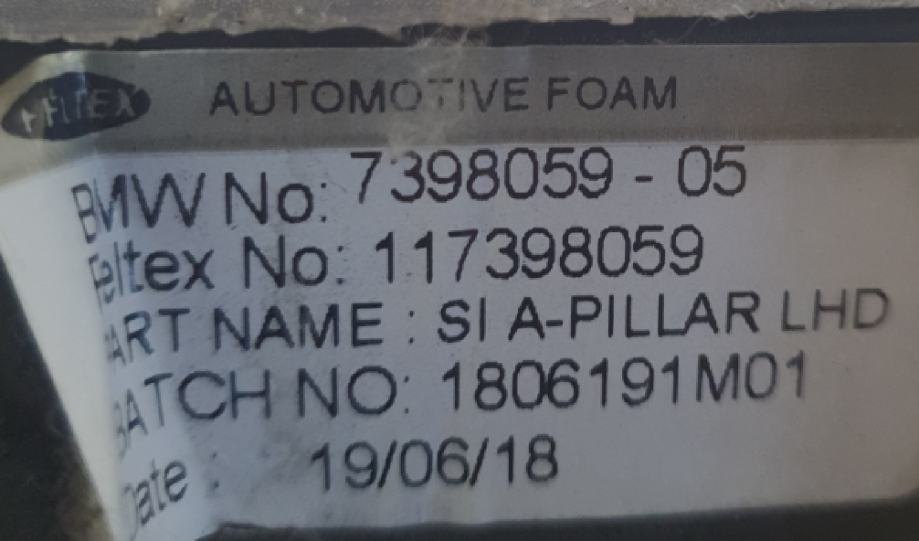 FELTEX AUTOMOTIVE FOAM
BMW No: 7398059 - 05
Feltex No: 117398059
PART NAME : SI A-PILLAR LHD
BATCH NO: 1806191M01
Date : 19/06/18